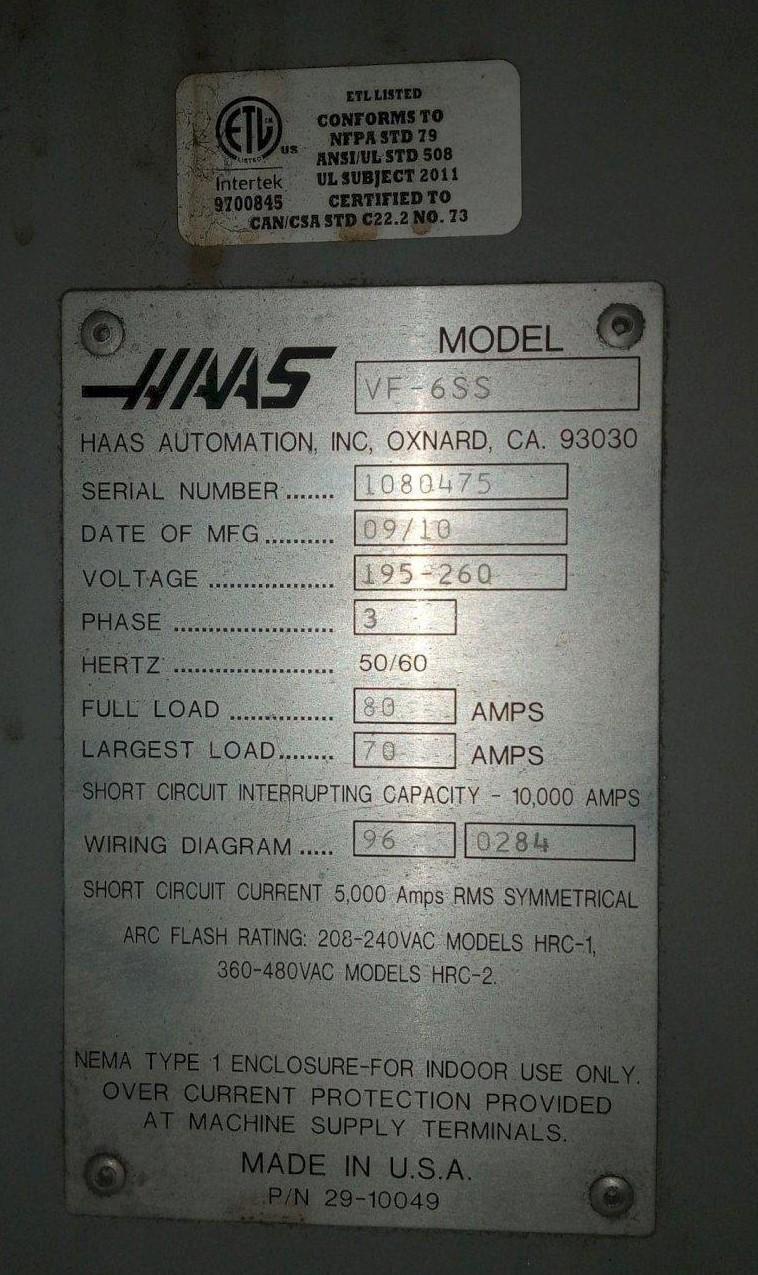 ETL LISTED
CONFORMS TO
NFPA STD 79
ANSI/UL STD 508
UL SUBJECT 2011
CERTIFIED TO
CAN/CSA STD C22.2 NO. 73
ETL CM
LISTED
US
Intertek
9700845
HAAS
MODEL
VF-6SS
HAAS AUTOMATION, INC, OXNARD, CA. 93030
SERIAL NUMBER ....... 1080475
DATE OF MFG .......... 09/10
VOLTAGE .................. 195-260
PHASE ....................... 3
HERTZ ....................... 50/60
FULL LOAD ............... 80 AMPS
LARGEST LOAD ........ 70 AMPS
SHORT CIRCUIT INTERRUPTING CAPACITY - 10,000 AMPS
WIRING DIAGRAM ..... 96 0284
SHORT CIRCUIT CURRENT 5,000 Amps RMS SYMMETRICAL
ARC FLASH RATING: 208-240VAC MODELS HRC-1,
360-480VAC MODELS HRC-2.
NEMA TYPE 1 ENCLOSURE-FOR INDOOR USE ONLY.
OVER CURRENT PROTECTION PROVIDED
AT MACHINE SUPPLY TERMINALS.
MADE IN U.S.A.
P/N 29-10049